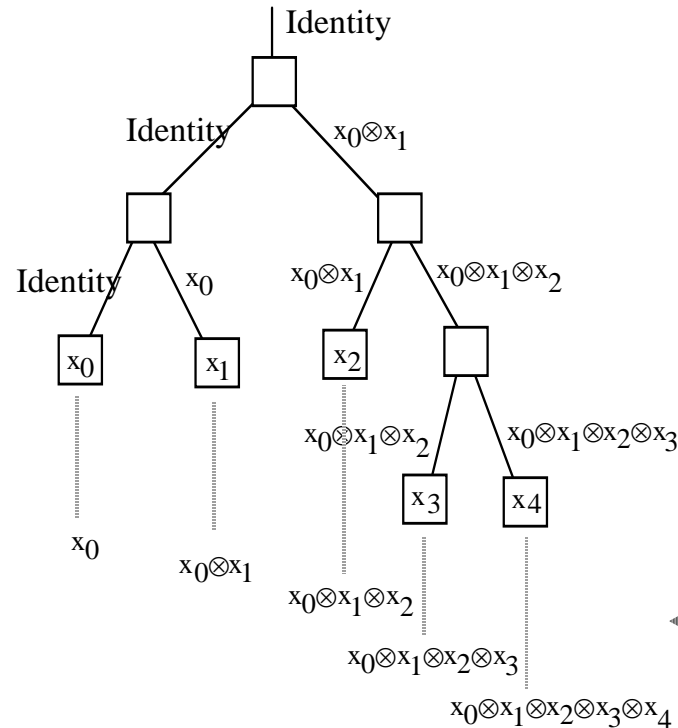 Identity
Identity x₀⊗x₁
Identity x₀ x₀⊗x₁ x₀⊗x₁⊗x₂
x₀ x₁ x₂
x₀⊗x₁⊗x₂ x₀⊗x₁⊗x₂⊗x₃
x₃ x₄
x₀
x₀⊗x₁
x₀⊗x₁⊗x₂
x₀⊗x₁⊗x₂⊗x₃
x₀⊗x₁⊗x₂⊗x₃⊗x₄